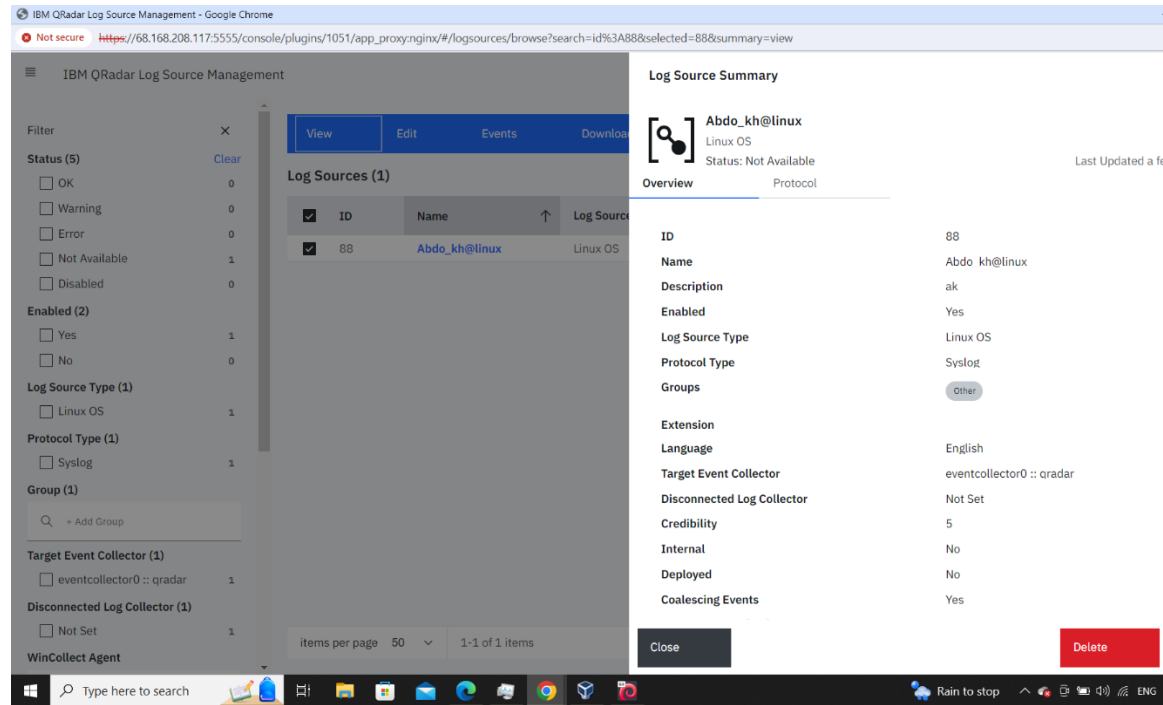 IBM QRadar Log Source Management - Google Chrome
Not secure https://68.168.208.117:5555/console/plugins/1051/app_proxy:nginx/#/logsources/browse?search=id%3A88&selected=88&summary=view
IBM QRadar Log Source Management
Filter
Status (5) Clear
OK 0
Warning 0
Error 0
Not Available 1
Disabled 0
Enabled (2)
Yes 1
No 0
Log Source Type (1)
Linux OS 1
Protocol Type (1)
Syslog 1
Group (1)
+ Add Group
Target Event Collector (1)
eventcollector0 :: qradar 1
Disconnected Log Collector (1)
Not Set 1
WinCollect Agent
View Edit Events Downloa
Log Sources (1)
ID Name Log Source
88 Abdo_kh@linux Linux OS
items per page 50 1-1 of 1 items
Log Source Summary
Abdo_kh@linux
Linux OS
Status: Not Available Last Updated a fe
Overview Protocol
ID 88
Name Abdo_kh@linux
Description ak
Enabled Yes
Log Source Type Linux OS
Protocol Type Syslog
Groups Other
Extension
Language English
Target Event Collector eventcollector0 :: qradar
Disconnected Log Collector Not Set
Credibility 5
Internal No
Deployed No
Coalescing Events Yes
Close Delete
Type here to search Rain to stop ENG